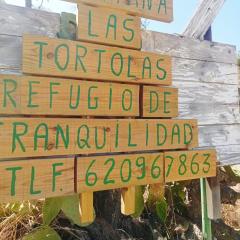 LAS
TORTOLAS
REFUGIO DE
TRANQUILIDAD
TLF 620967863